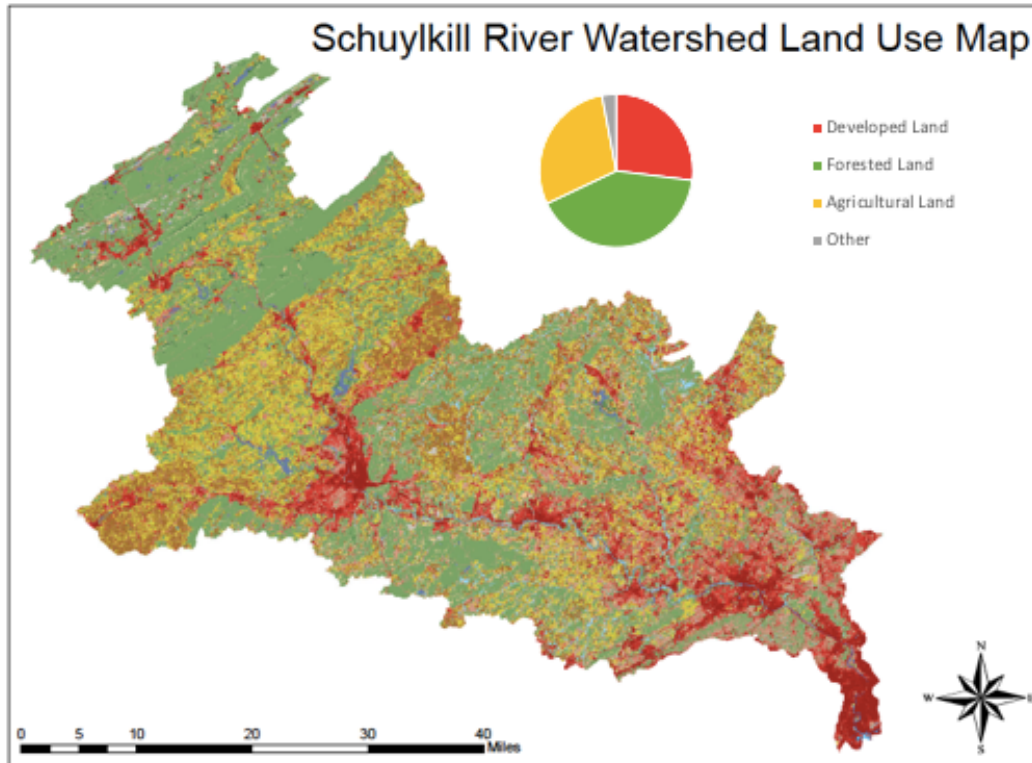 Schuylkill River Watershed Land Use Map
Developed Land
Forested Land
Agricultural Land
Other
N
W
E
S
0 5 10 20 30 40
Miles